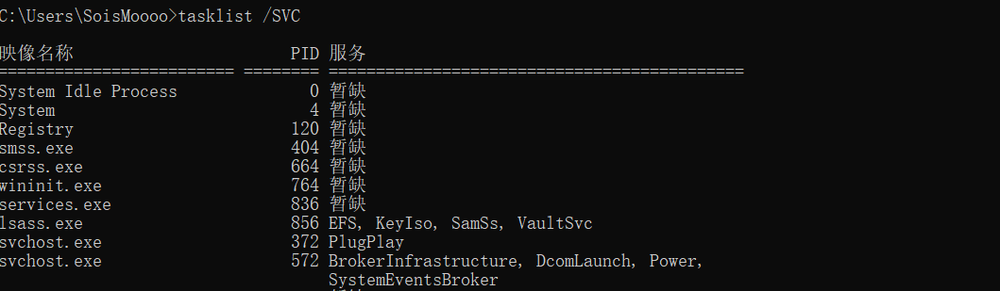 C:\Users\SoisMoooo>tasklist /SVC
映像名称 PID 服务
========================= ======== ============================================
System Idle Process 0 暂缺
System 4 暂缺
Registry 120 暂缺
smss.exe 404 暂缺
csrss.exe 664 暂缺
wininit.exe 764 暂缺
services.exe 836 暂缺
lsass.exe 856 EFS, KeyIso, SamSs, VaultSvc
svchost.exe 372 PlugPlay
svchost.exe 572 BrokerInfrastructure, DcomLaunch, Power,
SystemEventsBroker